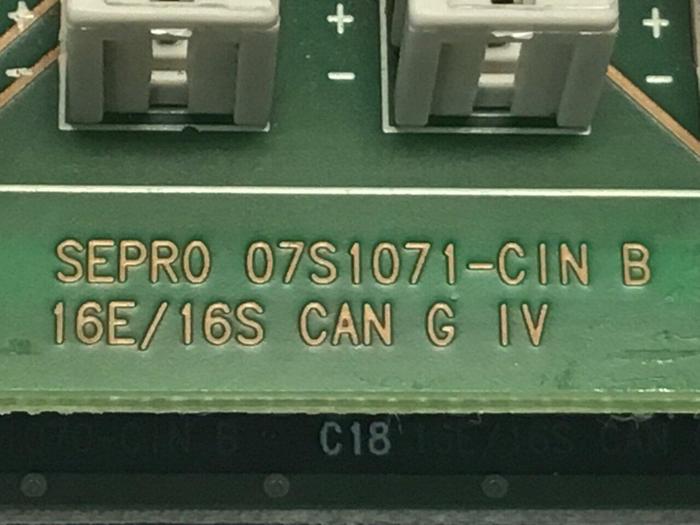 + + +
- - -
SEPRO 07S1071-CIN B
16E/16S CAN G IV
C18